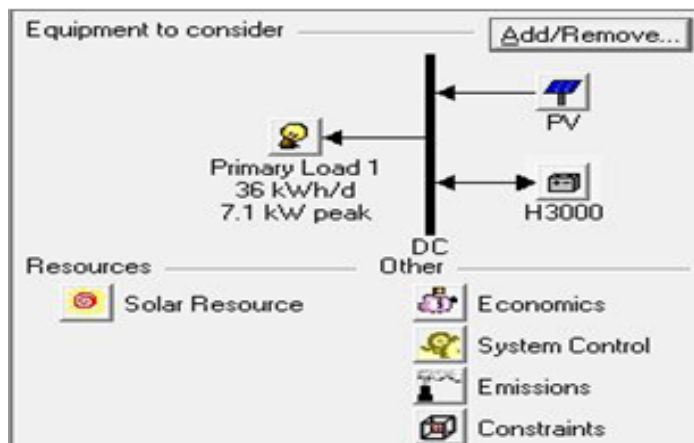 Equipment to consider
Add/Remove...
PV
Primary Load 1
36 kWh/d
7.1 kW peak
H3000
DC
Resources
Other
Solar Resource
Economics
System Control
Emissions
Constraints